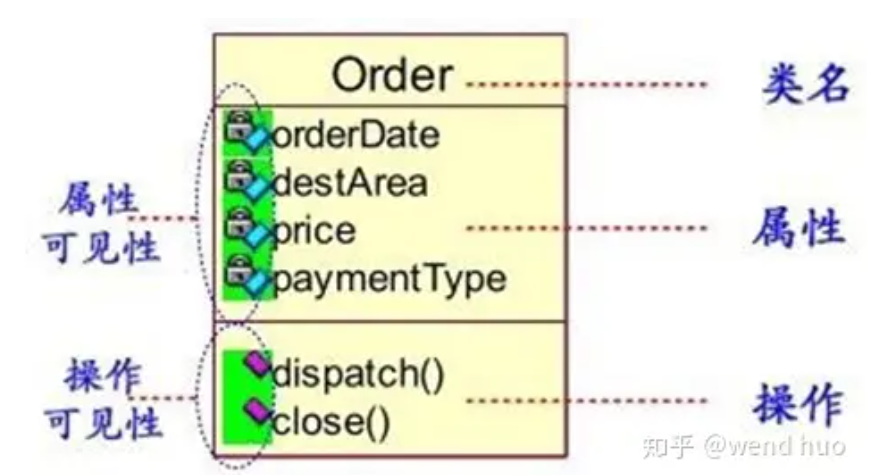 Order
类名
orderDate
destArea
price
paymentType
属性
可见性
属性
dispatch()
close()
操作
可见性
操作
知乎 @wend huo